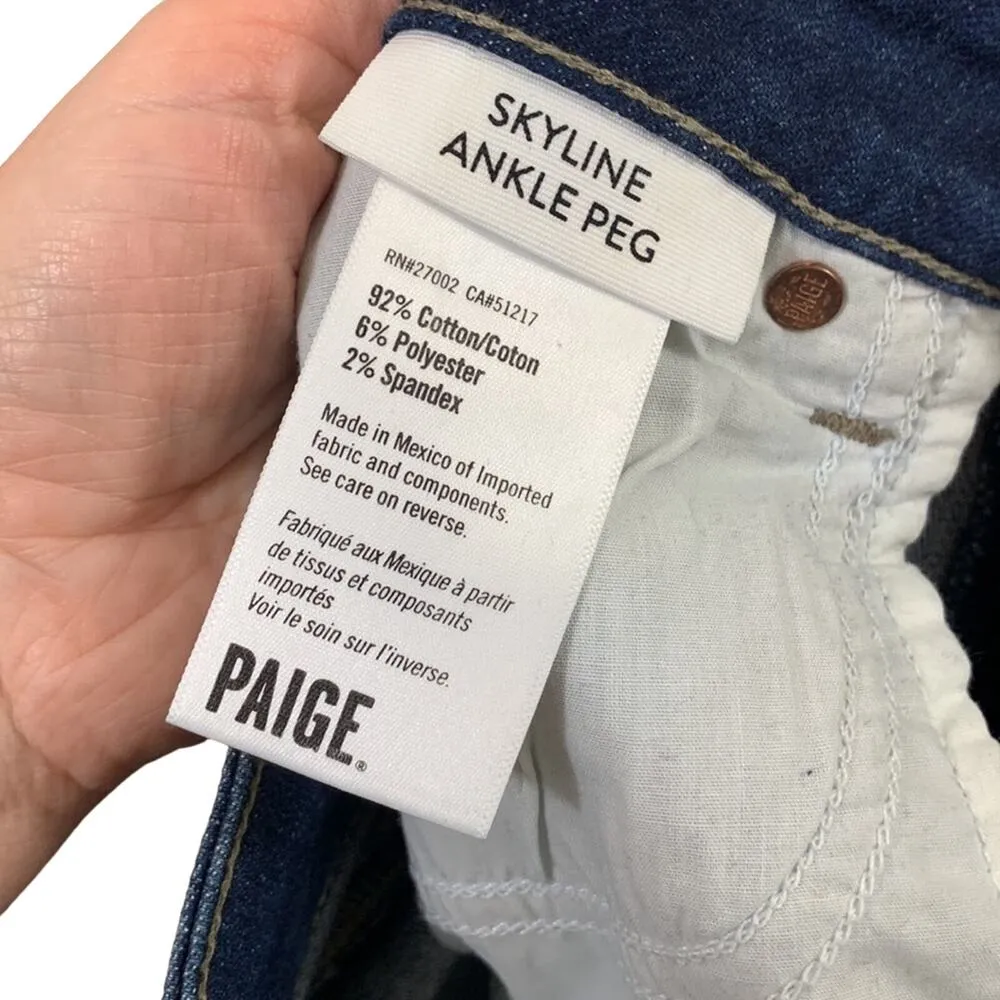 SKYLINE
ANKLE PEG
RN#27002 CA#51217
92% Cotton/Coton
6% Polyester
2% Spandex
Made in Mexico of Imported
fabric and components.
See care on reverse.
Fabriqué aux Mexique à partir
de tissus et composants
importés
Voir le soin sur l'inverse.
PAIGE®
PAIGE